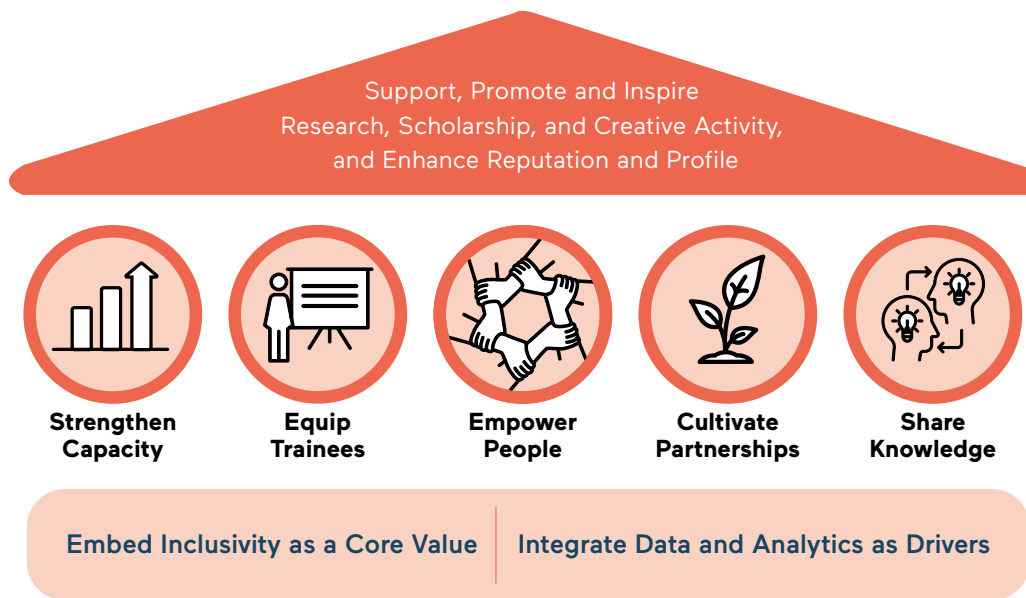 Support, Promote and Inspire
Research, Scholarship, and Creative Activity,
and Enhance Reputation and Profile
Strengthen
Capacity
Equip
Trainees
Empower
People
Cultivate
Partnerships
Share
Knowledge
Embed Inclusivity as a Core Value
Integrate Data and Analytics as Drivers